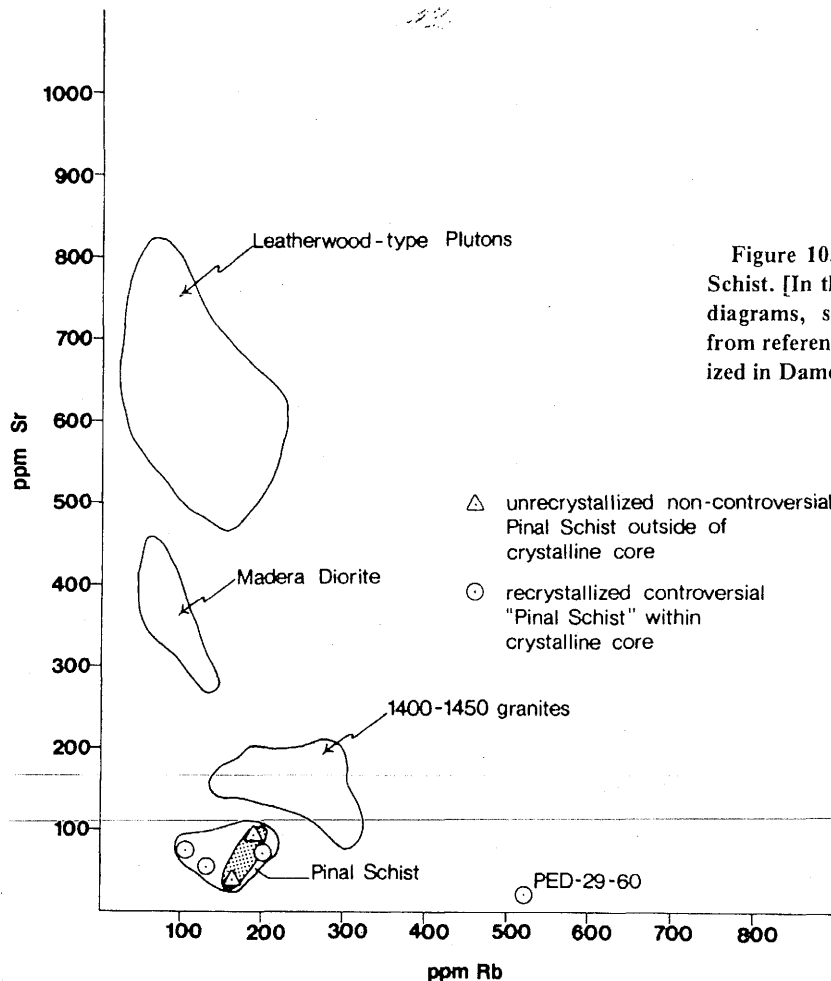 1000
900
Leatherwood-type Plutons
800
700
600
500
400
300
200
100
ppm Sr
Figure 10.
Schist. [In th
diagrams, s
from referen
ized in Dame
unrecrystallized non-controversial
Pinal Schist outside of
crystalline core
recrystallized controversial
"Pinal Schist" within
crystalline core
Madera Diorite
1400-1450 granites
Pinal Schist
PED-29-60
100
200
300
400
500
600
700
800
ppm Rb